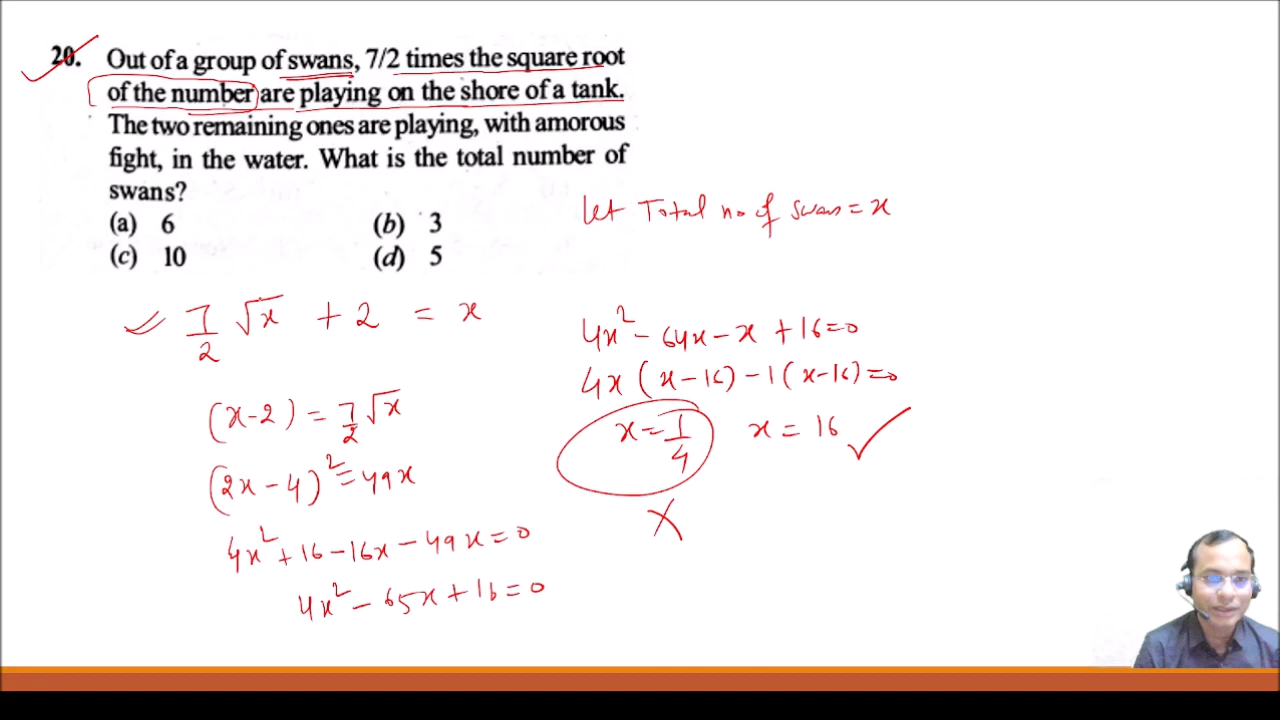 20. Out of a group of swans, 7/2 times the square root
of the number are playing on the shore of a tank.
The two remaining ones are playing, with amorous
fight, in the water. What is the total number of
swans?
(a) 6 (b) 3
(c) 10 (d) 5
let Total no of swan = x
7/2 √x + 2 = x
(x-2) = 7/2 √x
(2x-4)² = 49x
4x² + 16 - 16x - 49x = 0
4x² - 65x + 16 = 0
4x² - 64x - x + 16 = 0
4x (x-16) - 1 (x-16) = 0
x = 1/4 x = 16